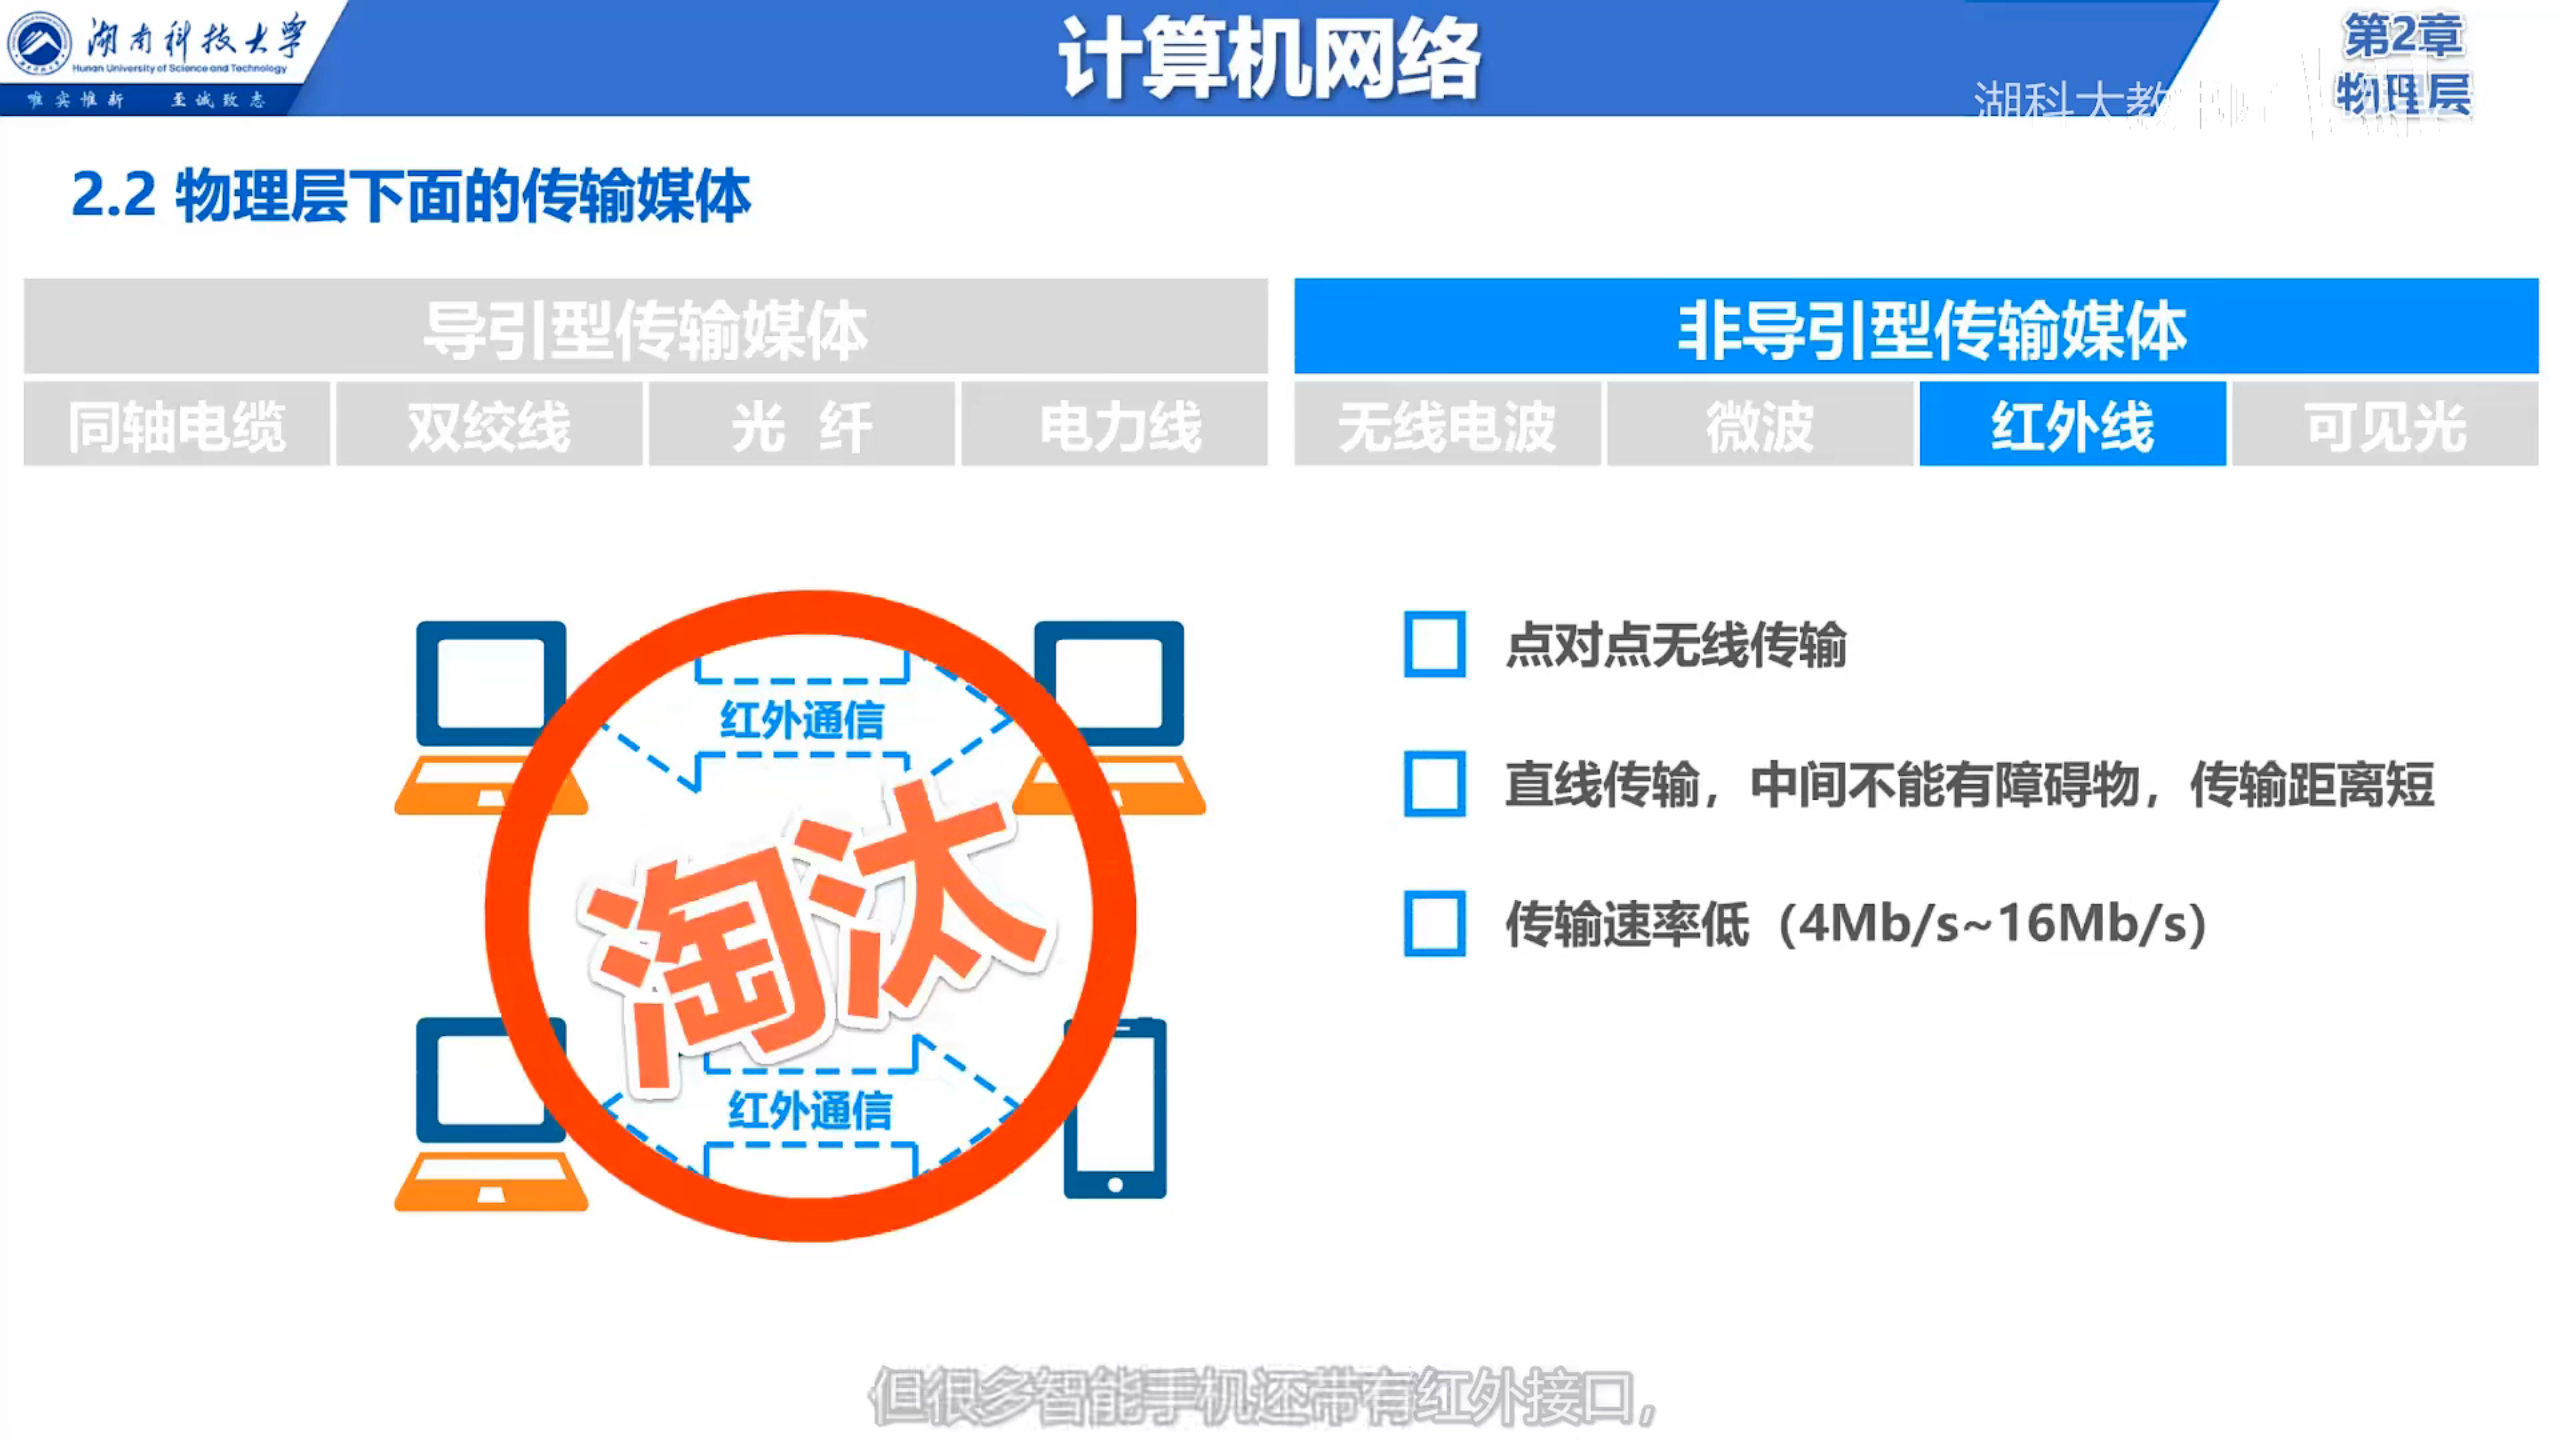 湖南科技大学
Hunan University of Science and Technology
唯实惟新 至诚致志
计算机网络
第2章
物理层
湖科大教
2.2 物理层下面的传输媒体
导引型传输媒体
非导引型传输媒体
同轴电缆 双绞线 光 纤 电力线 无线电波 微波 红外线 可见光
红外通信
淘汰
红外通信
点对点无线传输
直线传输，中间不能有障碍物，传输距离短
传输速率低（4Mb/s~16Mb/s）
但很多智能手机还带有红外接口，